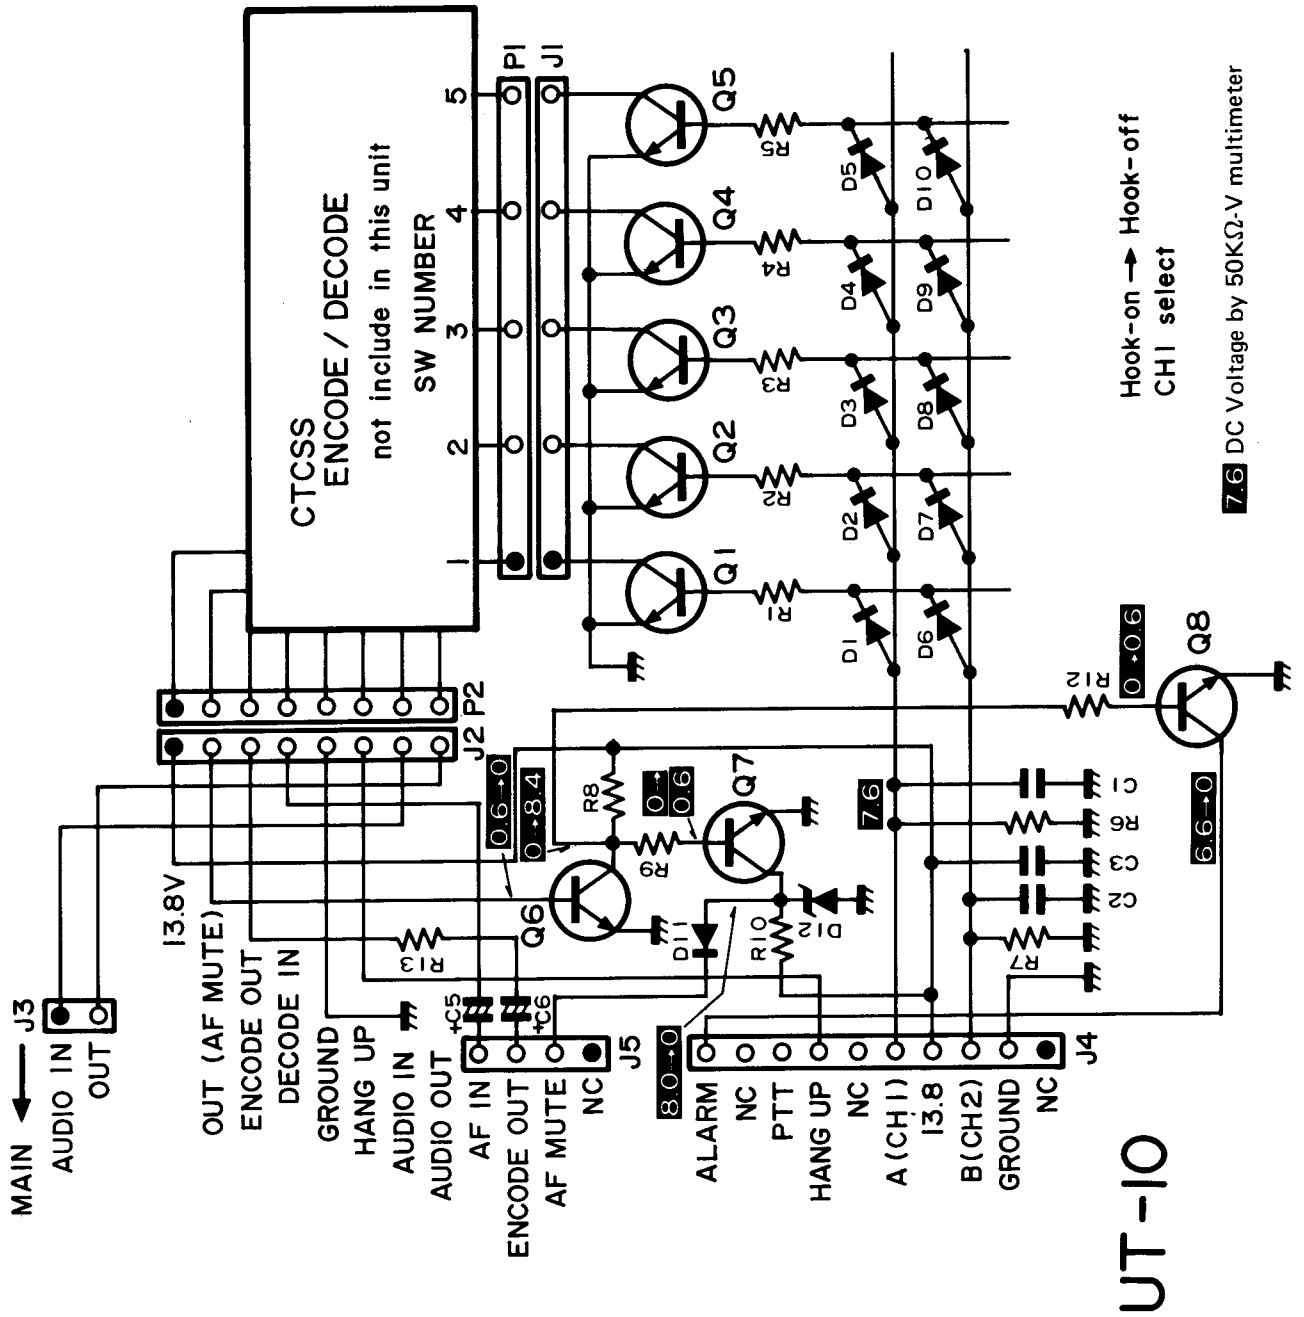 MAIN
J3
AUDIO IN
OUT
13.8V
OUT (AF MUTE)
ENCODE OUT
DECODE IN
GROUND
HANG UP
AUDIO IN
AUDIO OUT
J2
P2
CTCSS
ENCODE / DECODE
not include in this unit
SW NUMBER
1 2 3 4 5
P1
J1
Q1 Q2 Q3 Q4 Q5
R1 R2 R3 R4 R5
D1 D2 D3 D4 D5
D6 D7 D8 D9 D10
R13
+C5
+C6
AF IN
ENCODE OUT
AF MUTE
NC
J5
0.6→0
0→8.4
Q6
R8
R9
0→
0.6
Q7
D11
R10
D12
8.0→0
7.6
ALARM
NC
PTT
HANG UP
NC
A (CH1)
13.8
B (CH2)
GROUND
NC
J4
R7
C2
C3
R6
C1
R12
0→0.6
Q8
6.6→0
Hook-on → Hook-off
CH1 select
7.6 DC Voltage by 50KΩ-V multimeter
UT-10